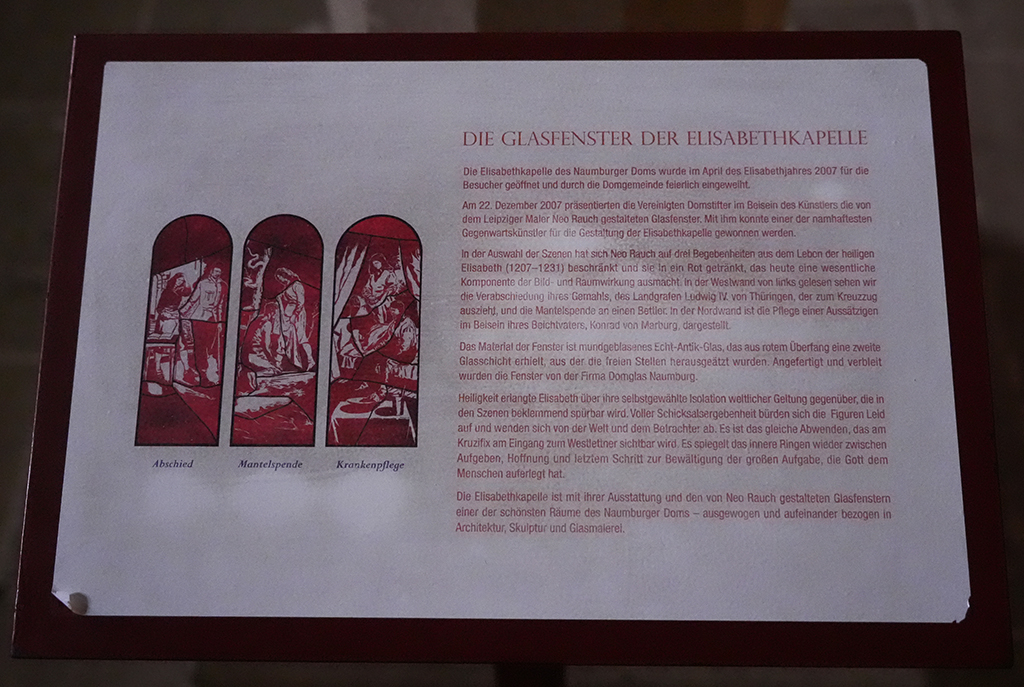 DIE GLASFENSTER DER ELISABETHKAPELLE
Die Elisabethkapelle des Naumburger Doms wurde im April des Elisabethjahres 2007 für die
Besucher geöffnet und durch die Domgemeinde feierlich eingeweiht.
Am 22. Dezember 2007 präsentierten die Vereinigten Domstifter im Beisein des Künstlers die von
dem Leipziger Maler Neo Rauch gestalteten Glasfenster. Mit ihm konnte einer der namhaftesten
Gegenwartskünstler für die Gestaltung der Elisabethkapelle gewonnen werden.
In der Auswahl der Szenen hat sich Neo Rauch auf drei Begebenheiten aus dem Leben der heiligen
Elisabeth (1207–1231) beschränkt und sie in ein Rot getränkt, das heute eine wesentliche
Komponente der Bild- und Raumwirkung ausmacht. In der Westwand von links gelesen sehen wir
die Verabschiedung ihres Gemahls, des Landgrafen Ludwig IV. von Thüringen, der zum Kreuzzug
auszieht, und die Mantelspende an einen Bettler. In der Nordwand ist die Pflege einer Aussätzigen
im Beisein ihres Beichtvaters, Konrad von Marburg, dargestellt.
Das Material der Fenster ist mundgeblasenes Echt-Antik-Glas, das aus rotem Überfang eine zweite
Glasschicht erhielt, aus der die freien Stellen herausgeätzt wurden. Angefertigt und verbleit
wurden die Fenster von der Firma Domglas Naumburg.
Heiligkeit erlangte Elisabeth über ihre selbstgewählte Isolation weltlicher Geltung gegenüber, die in
den Szenen beklemmend spürbar wird. Voller Schicksalsergebenheit bürden sich die Figuren Leid
auf und wenden sich von der Welt und dem Betrachter ab. Es ist das gleiche Abwenden, das am
Kruzifix am Eingang zum Westlettner sichtbar wird. Es spiegelt das innere Ringen wieder zwischen
Aufgeben, Hoffnung und letztem Schritt zur Bewältigung der großen Aufgabe, die Gott dem
Menschen auferlegt hat.
Die Elisabethkapelle ist mit ihrer Ausstattung und den von Neo Rauch gestalteten Glasfenstern
einer der schönsten Räume des Naumburger Doms – ausgewogen und aufeinander bezogen in
Architektur, Skulptur und Glasmalerei.
Abschied
Mantelspende
Krankenpflege